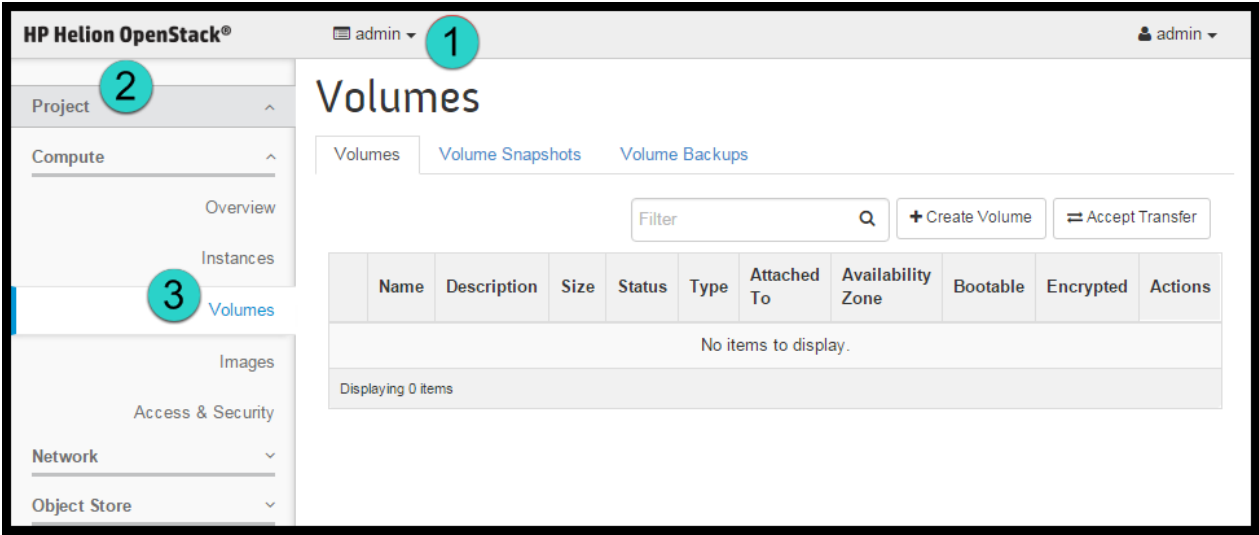 HP Helion OpenStack® admin 1 admin
2
Project
Compute
Overview
Instances
3
Volumes
Images
Access & Security
Network
Object Store
Volumes
Volumes Volume Snapshots Volume Backups
Filter Create Volume Accept Transfer
Name Description Size Status Type Attached To Availability Zone Bootable Encrypted Actions
No items to display.
Displaying 0 items